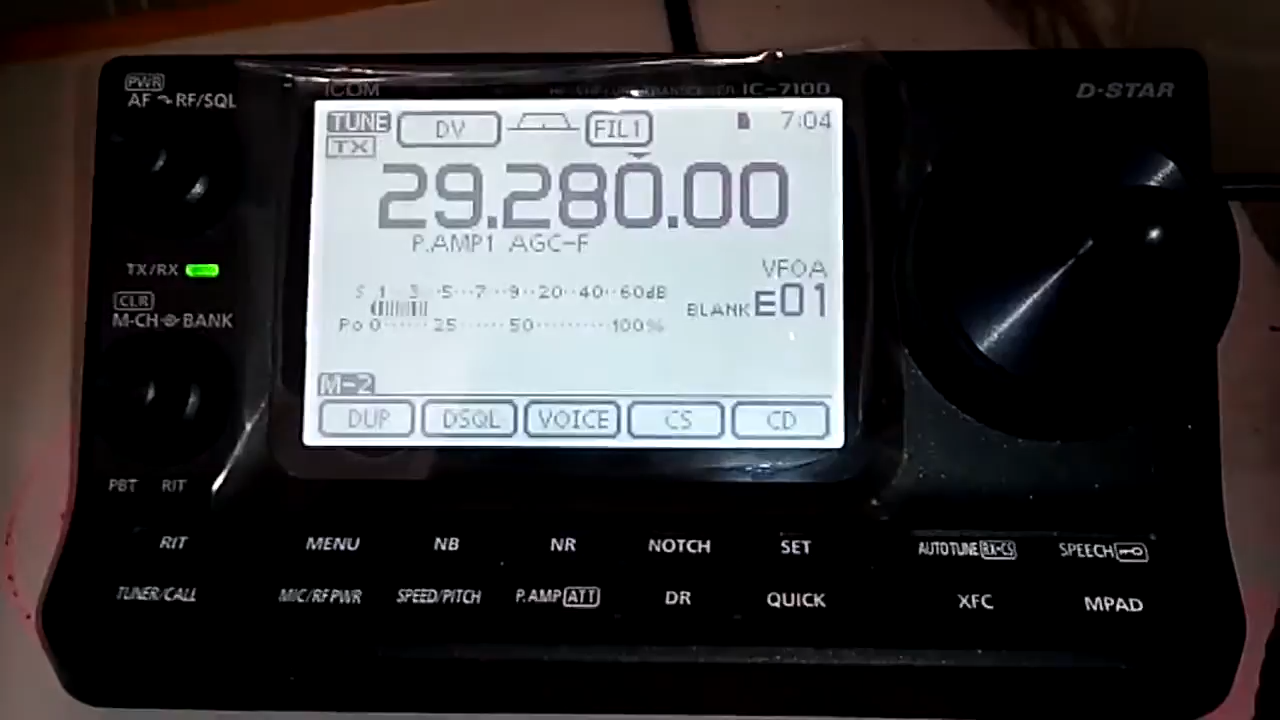 PWR
AF RF/SQL
ICOM
IC-7100
D-STAR
TUNE
DV
FIL1
7:04
TX
29.280.00
P.AMP1 AGC-F
VFOA
TX/RX
S 1··3··5··7··9··20··40··60dB
BLANK E01
CLR
M-CH BANK
Po 0······25······50·········100%
M-2
DUP
DSQL
VOICE
CS
CD
PBT RIT
RIT
MENU
NB
NR
NOTCH
SET
AUTOTUNE RX-CS
SPEECH
TUNER/CALL
MIC/RF PWR
SPEED/PITCH
P.AMP ATT
DR
QUICK
XFC
MPAD